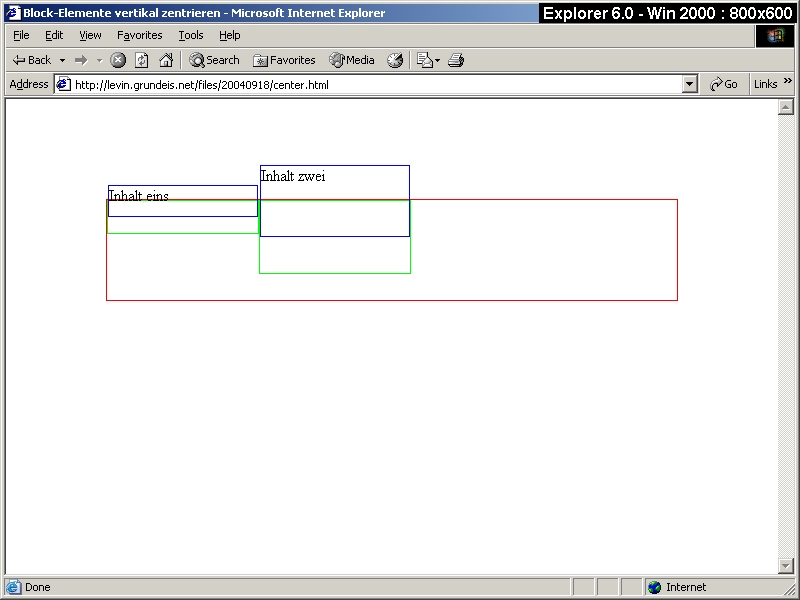 Block-Elemente vertikal zentrieren - Microsoft Internet Explorer
Explorer 6.0 - Win 2000 : 800x600
File Edit View Favorites Tools Help
Back Search Favorites Media
Address http://levin.grundeis.net/files/20040918/center.html Go Links »
Inhalt zwei
Inhalt eins
Done Internet